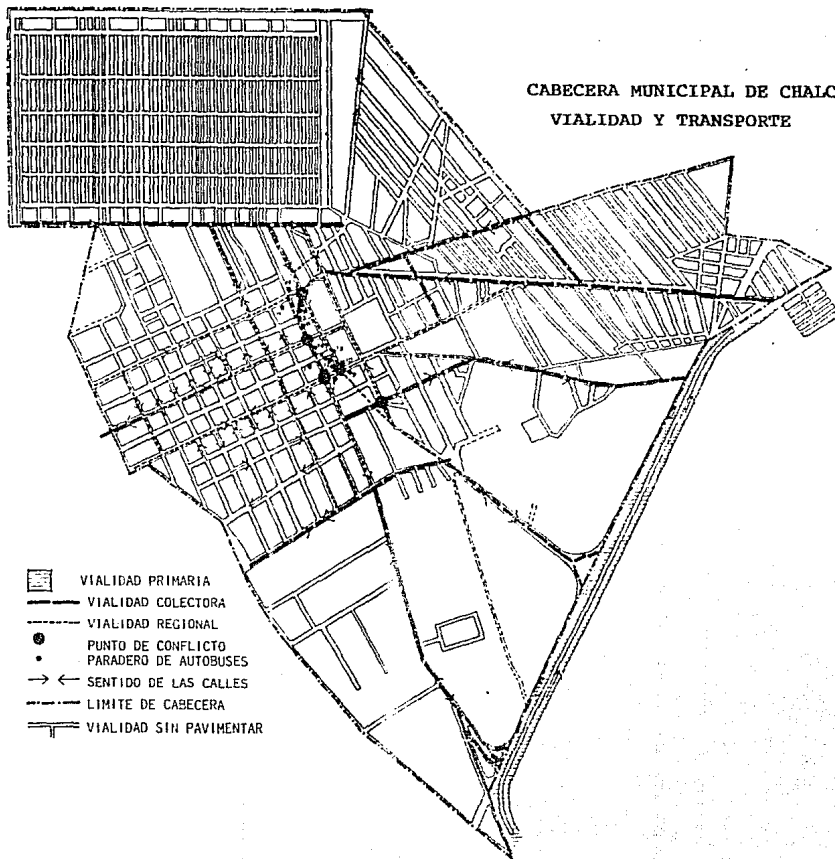 CABECERA MUNICIPAL DE CHALC
VIALIDAD Y TRANSPORTE
VIALIDAD PRIMARIA
VIALIDAD COLECTORA
VIALIDAD REGIONAL
PUNTO DE CONFLICTO
PARADERO DE AUTOBUSES
SENTIDO DE LAS CALLES
LIMITE DE CABECERA
VIALIDAD SIN PAVIMENTAR